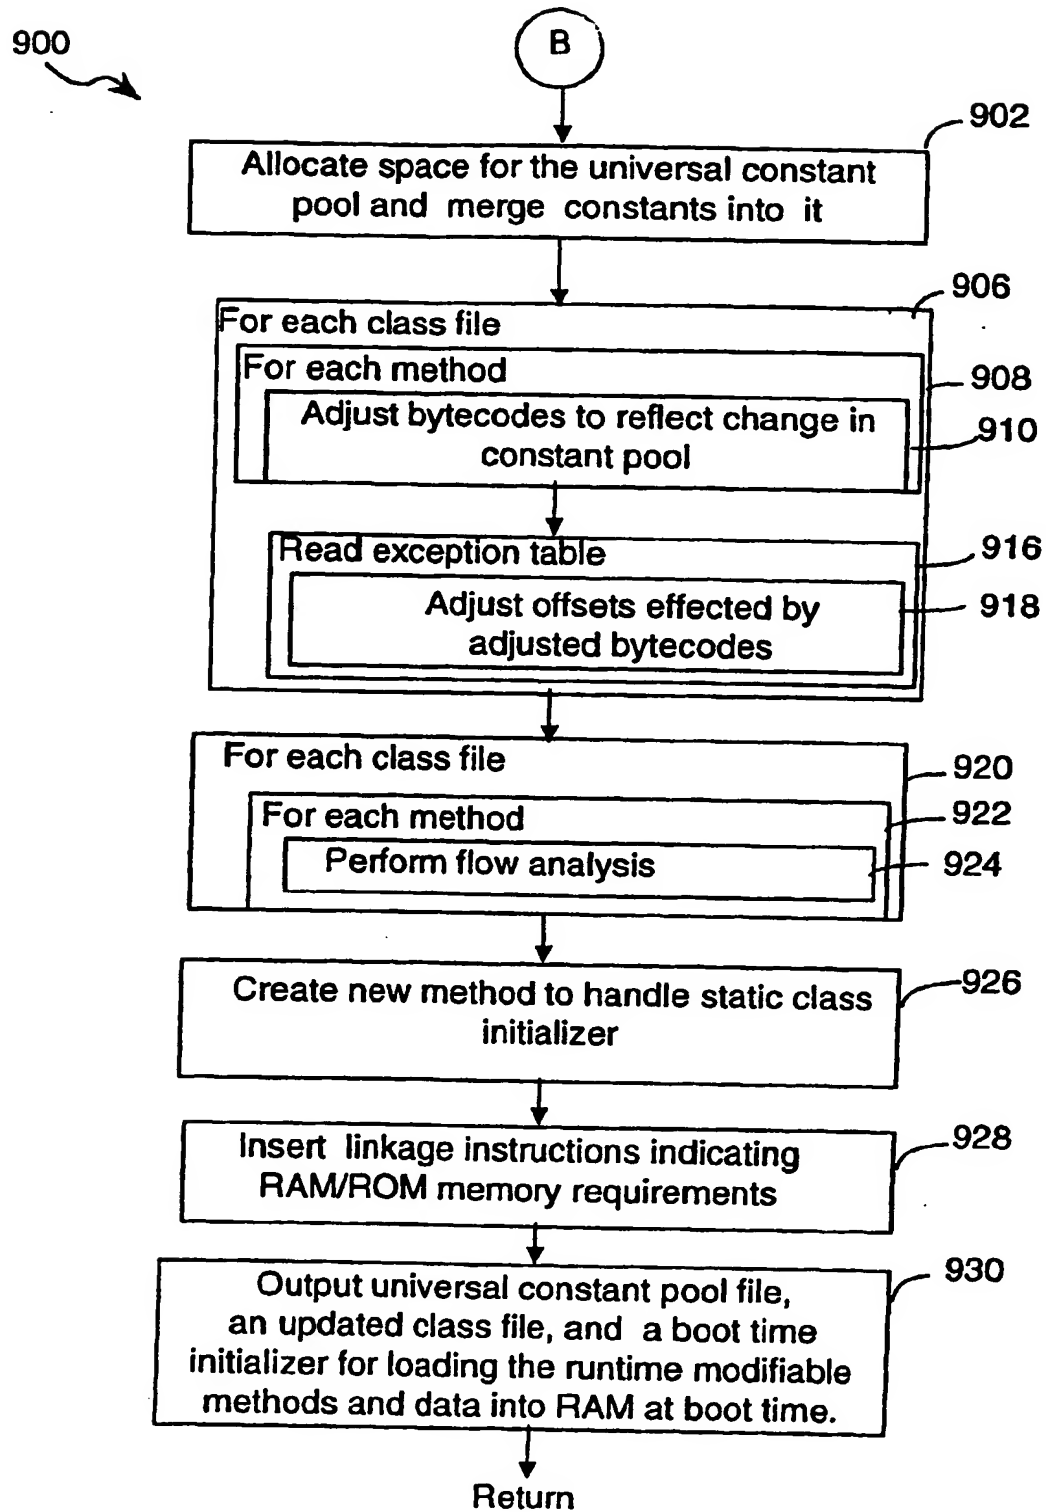 900
B
902
Allocate space for the universal constant
pool and merge constants into it
906
For each class file
For each method
908
Adjust bytecodes to reflect change in
constant pool
910
Read exception table
916
Adjust offsets effected by
adjusted bytecodes
918
For each class file
920
For each method
922
Perform flow analysis
924
Create new method to handle static class
initializer
926
Insert linkage instructions indicating
RAM/ROM memory requirements
928
Output universal constant pool file,
an updated class file, and a boot time
initializer for loading the runtime modifiable
methods and data into RAM at boot time.
930
Return